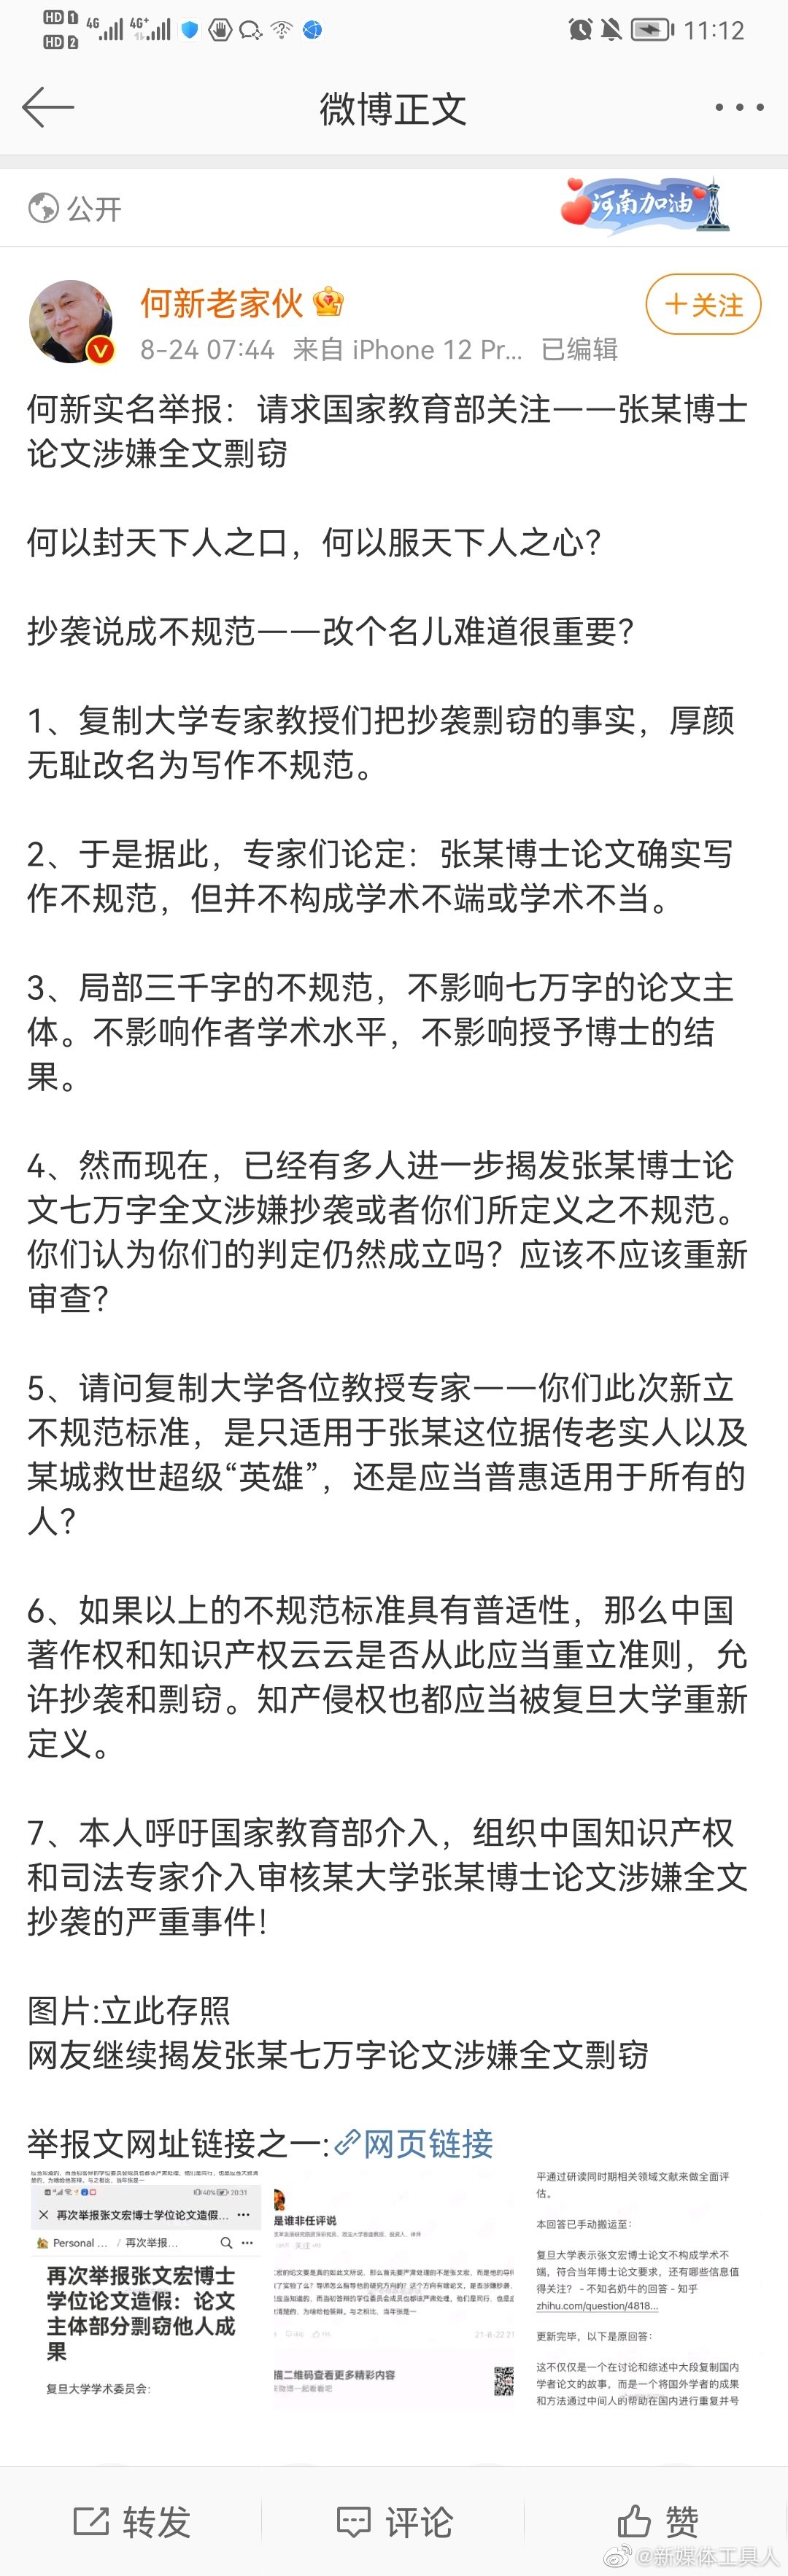 HD 1
HD 2
4G
4G+
11:12
微博正文
公开
河南加油
何新老家伙
+关注
8-24 07:44 来自 iPhone 12 Pr... 已编辑
何新实名举报：请求国家教育部关注——张某博士
论文涉嫌全文剽窃
何以封天下人之口，何以服天下人之心？
抄袭说成不规范——改个名儿难道很重要？
1、复制大学专家教授们把抄袭剽窃的事实，厚颜
无耻改名为写作不规范。
2、于是据此，专家们论定：张某博士论文确实写
作不规范，但并不构成学术不端或学术不当。
3、局部三千字的不规范，不影响七万字的论文主
体。不影响作者学术水平，不影响授予博士的结
果。
4、然而现在，已经有多人进一步揭发张某博士论
文七万字全文涉嫌抄袭或者你们所定义之不规范。
你们认为你们的判定仍然成立吗？应该不应该重新
审查？
5、请问复制大学各位教授专家——你们此次新立
不规范标准，是只适用于张某这位据传老实人以及
某城救世超级“英雄”，还是应当普惠适用于所有的
人？
6、如果以上的不规范标准具有普适性，那么中国
著作权和知识产权云云是否从此应当重立准则，允
许抄袭和剽窃。知产侵权也都应当被复旦大学重新
定义。
7、本人呼吁国家教育部介入，组织中国知识产权
和司法专家介入审核某大学张某博士论文涉嫌全文
抄袭的严重事件！
图片:立此存照
网友继续揭发张某七万字论文涉嫌全文剽窃
举报文网址链接之一:网页链接
40% 20:31
再次举报张文宏博士学位论文造假...
Personal ... / 再次举报...
再次举报张文宏博士
学位论文造假：论文
主体部分剽窃他人成
果
复旦大学学术委员会：
是谁非任评说
关注
21-8-22 21
描二维码查看更多精彩内容
平通过研读同时期相关领域文献来做全面评
估。
本回答已手动搬运至：
复旦大学表示张文宏博士论文不构成学术不
端，符合当年博士论文要求，还有哪些信息值
得关注？ - 不知名奶牛的回答 - 知乎
zhihu.com/question/4818...
更新完毕，以下是原回答：
这不仅仅是一个在讨论和综述中大段复制国内
学者论文的故事，而是一个将国外学者的成果
和方法通过中间人的帮助在国内进行重复并号
转发
评论
赞
@新媒体工具人